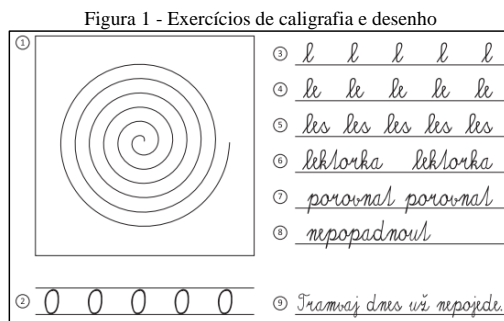 Figura 1 - Exercícios de caligrafia e desenho
①
② O O O O O
③ l l l l l
④ le le le le le
⑤ les les les les les
⑥ lektorka lektorka
⑦ porovnat porovnat
⑧ nepopadnout
⑨ Tramvaj dnes už nepojede.